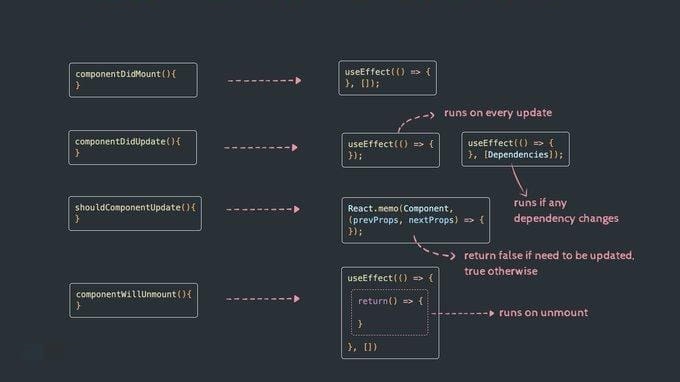 componentDidMount(){
}
useEffect(() => {
}, []);
runs on every update
componentDidUpdate(){
}
useEffect(() => {
});
useEffect(() => {
}, [Dependencies]);
runs if any
dependency changes
shouldComponentUpdate(){
}
React.memo(Component,
(prevProps, nextProps) => {
});
return false if need to be updated,
true otherwise
componentWillUnmount(){
}
useEffect(() => {
return() => {
}
}, [])
runs on unmount